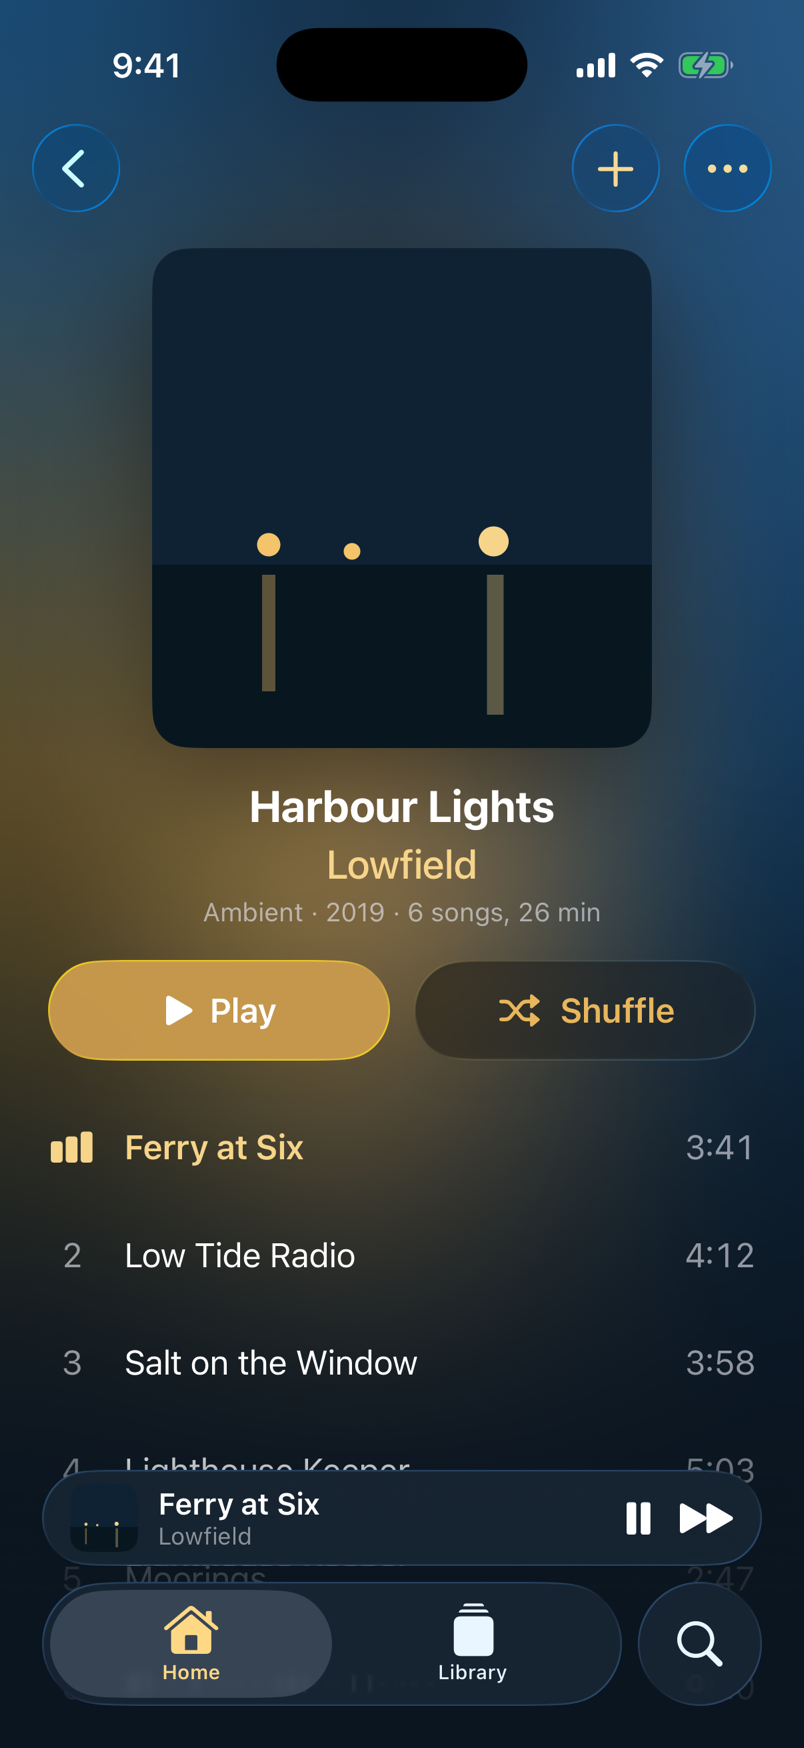 9:41
Harbour Lights
Lowfield
Ambient · 2019 · 6 songs, 26 min
Play
Shuffle
Ferry at Six 3:41
2 Low Tide Radio 4:12
3 Salt on the Window 3:58
4 Lighthouse Keeper 5:03
Ferry at Six
Lowfield
5 Moorings 2:47
Home
Library